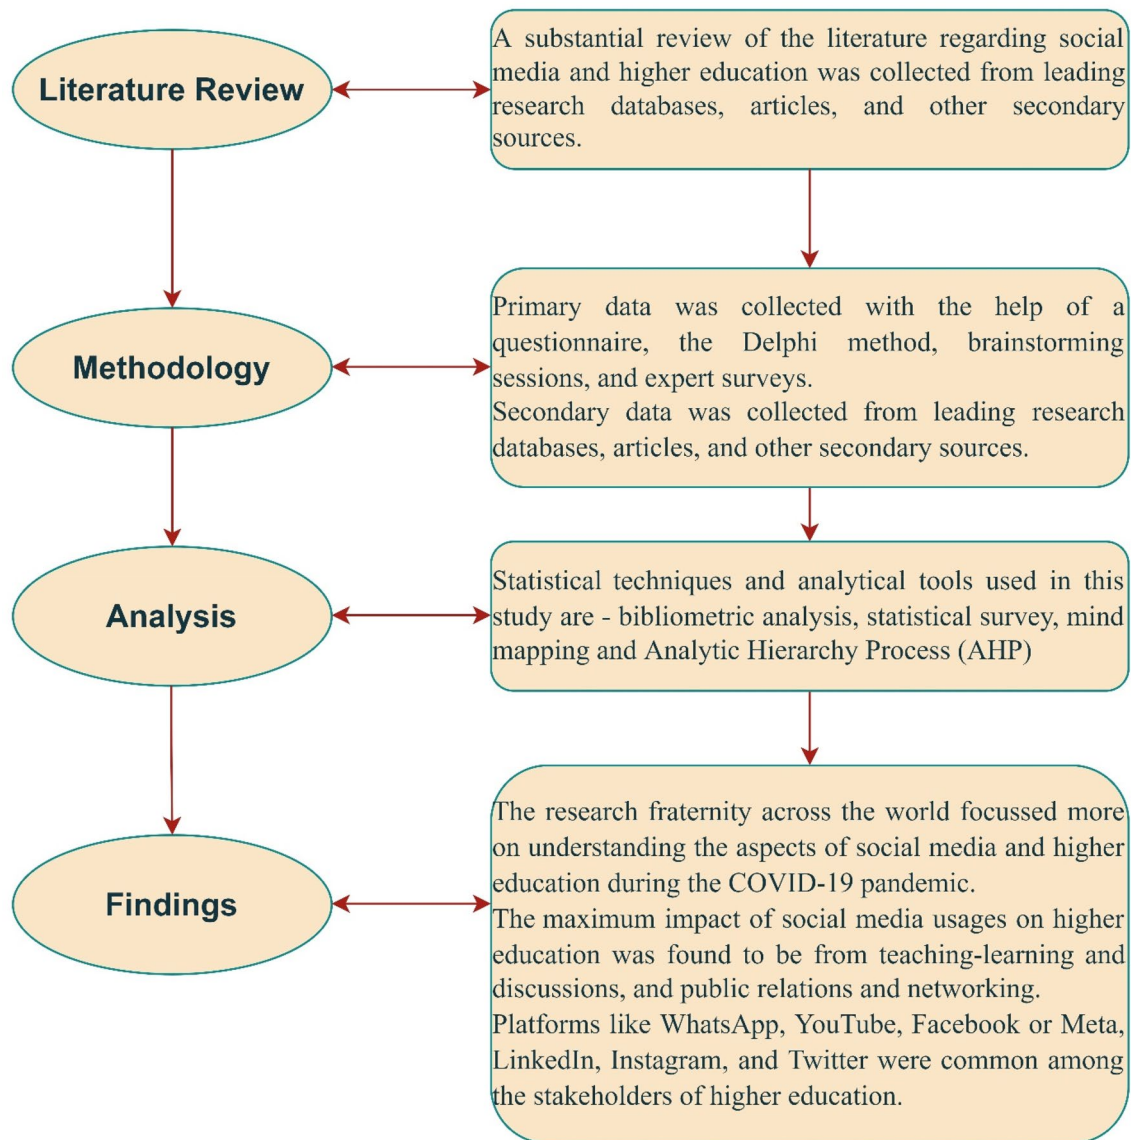 Literature Review
A substantial review of the literature regarding social
media and higher education was collected from leading
research databases, articles, and other secondary
sources.
Methodology
Primary data was collected with the help of a
questionnaire, the Delphi method, brainstorming
sessions, and expert surveys.
Secondary data was collected from leading research
databases, articles, and other secondary sources.
Analysis
Statistical techniques and analytical tools used in this
study are - bibliometric analysis, statistical survey, mind
mapping and Analytic Hierarchy Process (AHP)
Findings
The research fraternity across the world focussed more
on understanding the aspects of social media and higher
education during the COVID-19 pandemic.
The maximum impact of social media usages on higher
education was found to be from teaching-learning and
discussions, and public relations and networking.
Platforms like WhatsApp, YouTube, Facebook or Meta,
LinkedIn, Instagram, and Twitter were common among
the stakeholders of higher education.